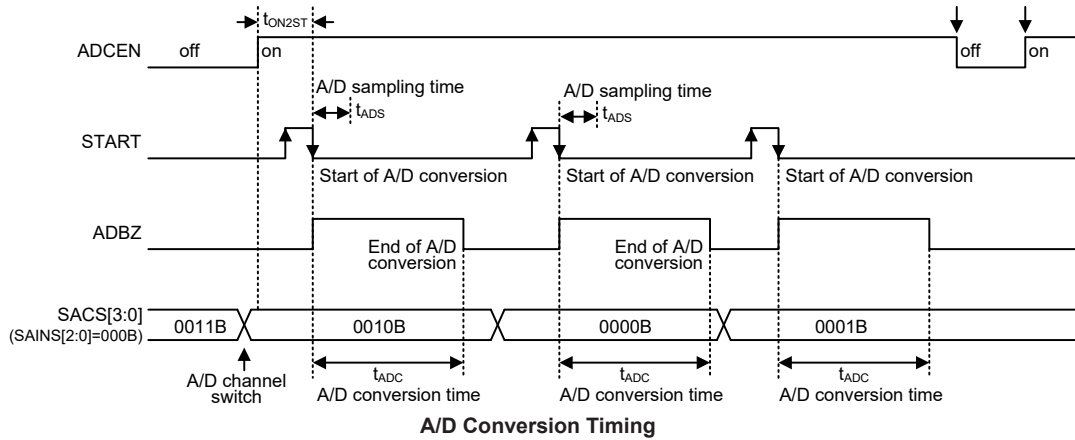 tON2ST
ADCEN
off
on
off
on
A/D sampling time
tADS
A/D sampling time
tADS
START
Start of A/D conversion
Start of A/D conversion
Start of A/D conversion
ADBZ
End of A/D
conversion
End of A/D
conversion
SACS[3:0]
(SAINS[2:0]=000B)
0011B
0010B
0000B
0001B
A/D channel
switch
tADC
A/D conversion time
tADC
A/D conversion time
tADC
A/D conversion time
A/D Conversion Timing